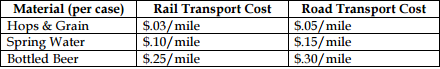 Material (per case) Rail Transport Cost Road Transport Cost
Hops & Grain $.03/mile $.05/mile
Spring Water $.10/mile $.15/mile
Bottled Beer $.25/mile $.30/mile